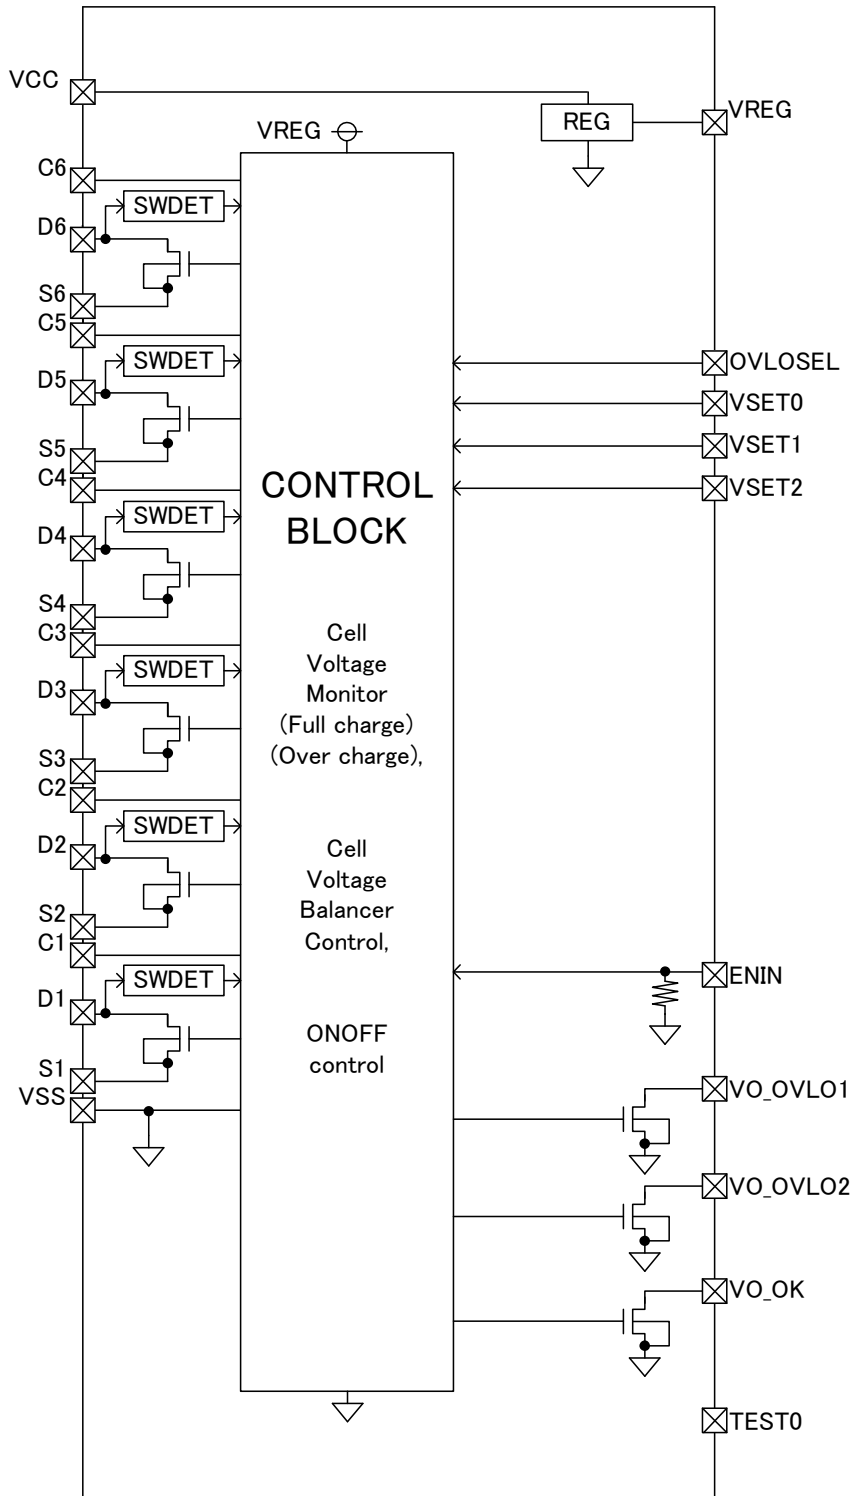 VCC
VREG
REG
VREG
C6
SWDET
D6
S6
C5
SWDET
D5
S5
C4
SWDET
D4
S4
C3
SWDET
D3
S3
C2
SWDET
D2
S2
C1
SWDET
D1
S1
VSS
CONTROL
BLOCK
Cell
Voltage
Monitor
(Full charge)
(Over charge),
Cell
Voltage
Balancer
Control,
ONOFF
control
OVLOSEL
VSET0
VSET1
VSET2
ENIN
VO_OVLO1
VO_OVLO2
VO_OK
TEST0